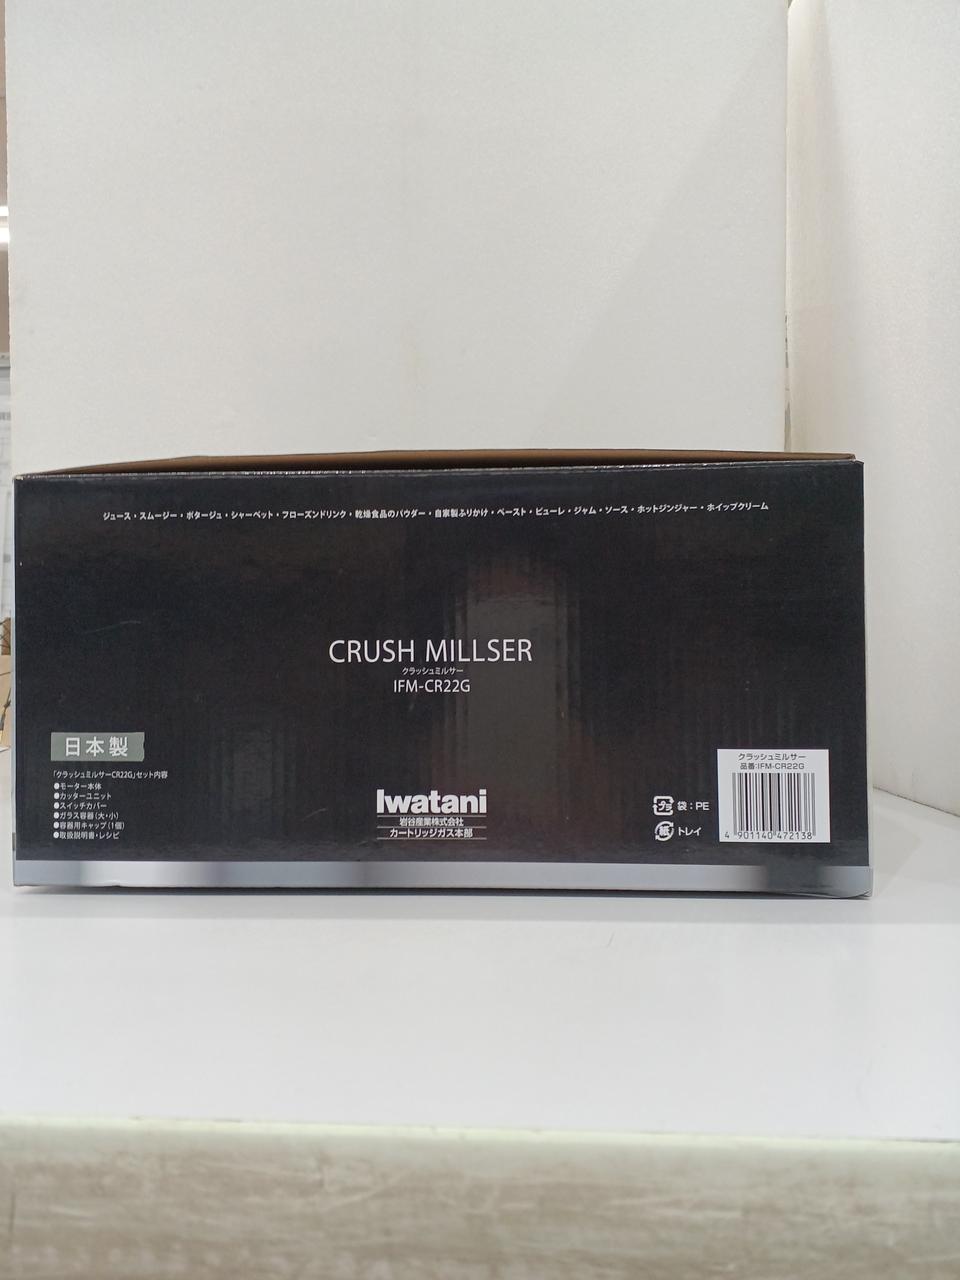 ジュース・スムージー・ポタージュ・シャーベット・フローズンドリンク・乾燥食品のパウダー・自家製ふりかけ・ペースト・ピューレ・ジャム・ソース・ホットジンジャー・ホイップクリーム
CRUSH MILLSER
クラッシュミルサー
IFM-CR22G
日本製
「クラッシュミルサーCR22G」セット内容
●モーター本体
●カッターユニット
●スイッチカバー
●ガラス容器(大・小)
●容器用キャップ(1個)
●取扱説明書・レシピ
Iwatani
岩谷産業株式会社
カートリッジガス本部
プラ 袋:PE
紙 トレイ
クラッシュミルサー
品番:IFM-CR22G
4 901140 472138